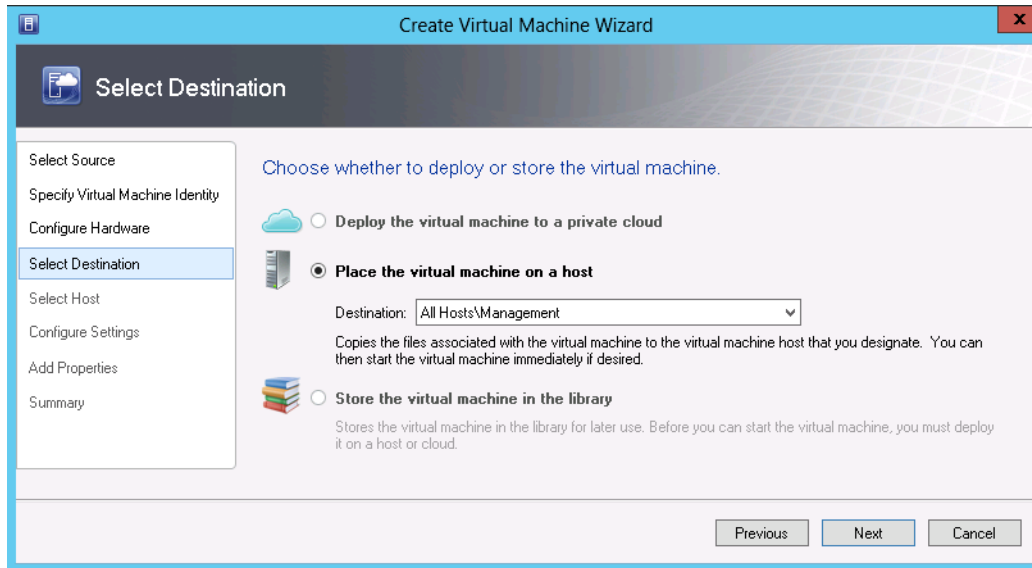 Create Virtual Machine Wizard
x
Select Destination
Select Source
Specify Virtual Machine Identity
Configure Hardware
Select Destination
Select Host
Configure Settings
Add Properties
Summary
Choose whether to deploy or store the virtual machine.
Deploy the virtual machine to a private cloud
Place the virtual machine on a host
Destination: All Hosts\Management
Copies the files associated with the virtual machine to the virtual machine host that you designate. You can
then start the virtual machine immediately if desired.
Store the virtual machine in the library
Stores the virtual machine in the library for later use. Before you can start the virtual machine, you must deploy
it on a host or cloud.
Previous Next Cancel